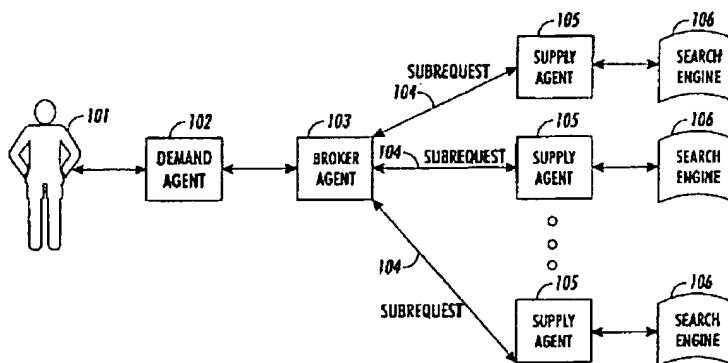 105
106
SUPPLY
AGENT
SEARCH
ENGINE
SUBREQUEST
104
101
102
103
105
106
DEMAND
AGENT
BROKER
AGENT
104
SUBREQUEST
SUPPLY
AGENT
SEARCH
ENGINE
104
SUBREQUEST
105
106
SUPPLY
AGENT
SEARCH
ENGINE